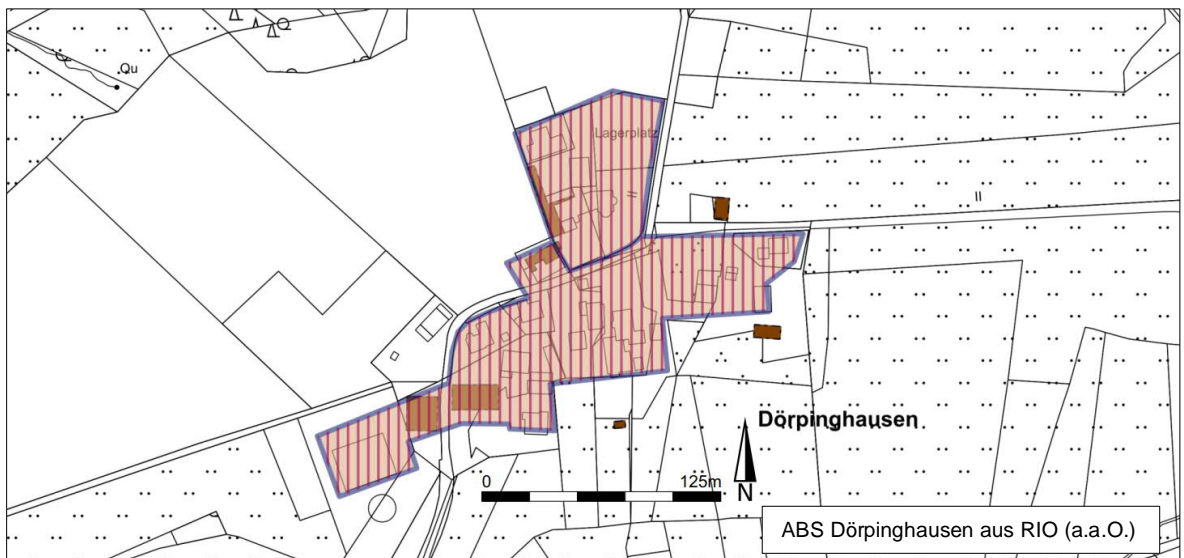 Qu
Lagerplatz
Dörpinghausen
0 125m
N
ABS Dörpinghausen aus RIO (a.a.O.)